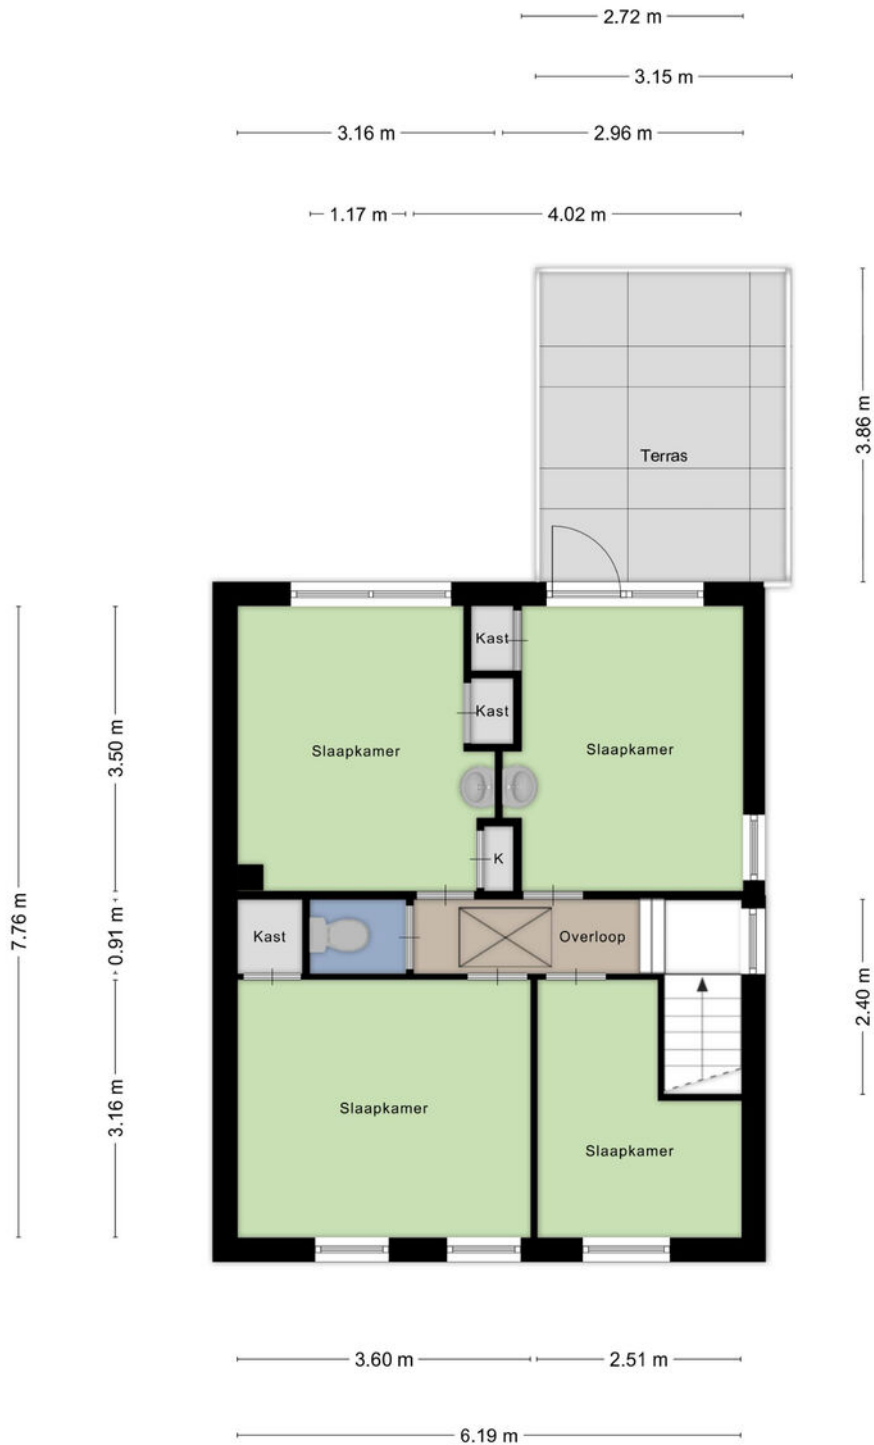 2.72 m
3.15 m
3.16 m
2.96 m
1.17 m
4.02 m
3.86 m
Terras
Kast
Kast
Slaapkamer
Slaapkamer
3.50 m
K
7.76 m
0.91 m
Kast
Overloop
2.40 m
3.16 m
Slaapkamer
Slaapkamer
3.60 m
2.51 m
6.19 m